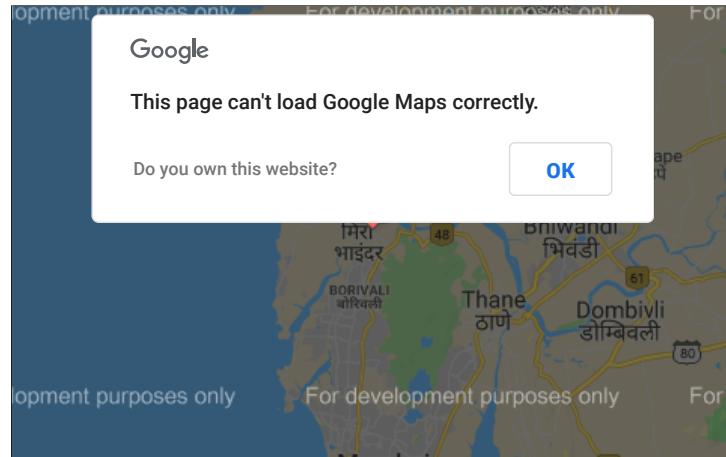 lopment purposes only
For development purposes only
For
Google
This page can't load Google Maps correctly.
Do you own this website?
OK
ape
मिरा
भाइंदर
48
Bhiwandi
भिवंडी
61
BORIVALI
बोरिवली
Thane
ठाणे
Dombivli
डोम्बिवली
80
lopment purposes only
For development purposes only
For